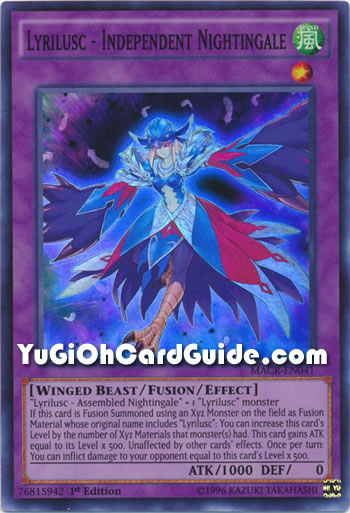 LYRILUSC - INDEPENDENT NIGHTINGALE
WIND
風
YuGiOhCardGuide.com
MACR-EN041
[WINGED BEAST/FUSION/EFFECT]
"Lyrilusc - Assembled Nightingale" + 1 "Lyrilusc" monster
If this card is Fusion Summoned using an Xyz Monster on the field as Fusion
Material whose original name includes "Lyrilusc": You can increase this card's
Level by the number of Xyz Materials that monster(s) had. This card gains ATK
equal to its Level x 500. Unaffected by other cards' effects. Once per turn:
You can inflict damage to your opponent equal to this card's Level x 500.
ATK/1000 DEF/ 0
76815942 1st Edition ©1996 KAZUKI TAKAHASHI